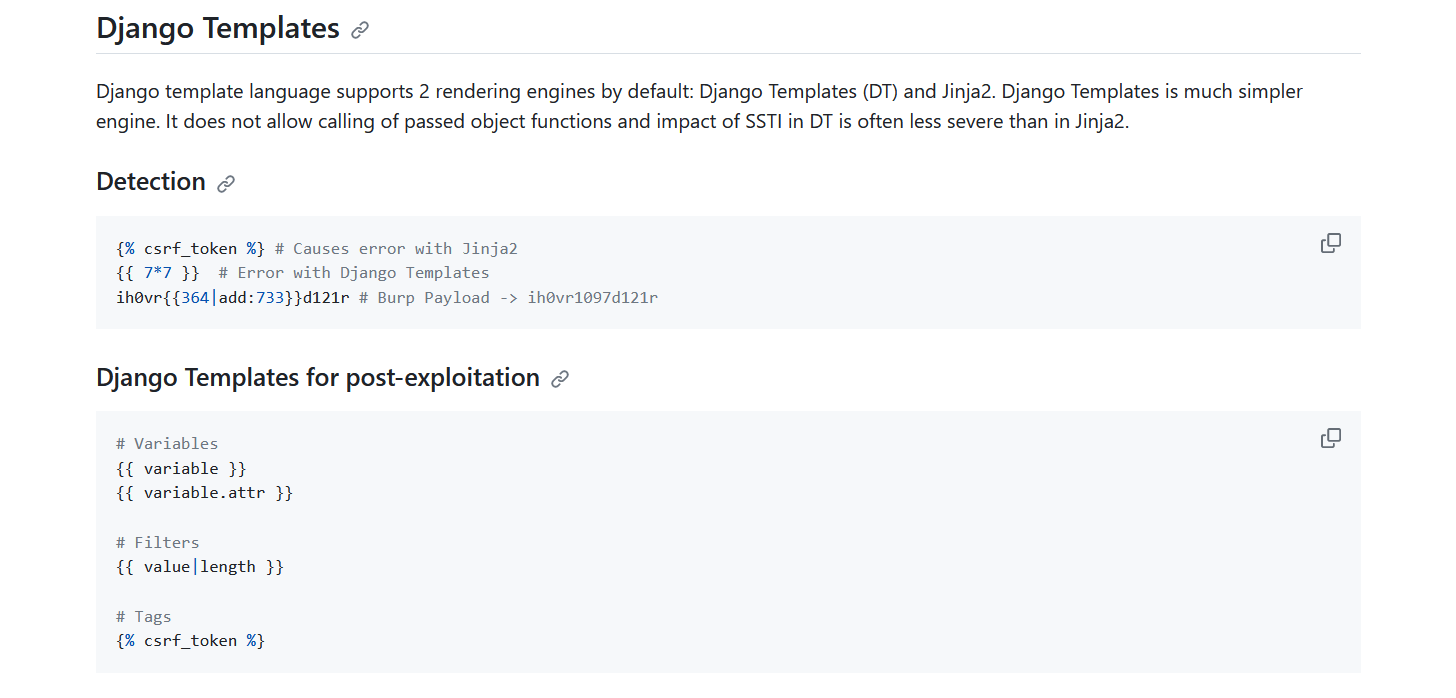 Django Templates
Django template language supports 2 rendering engines by default: Django Templates (DT) and Jinja2. Django Templates is much simpler
engine. It does not allow calling of passed object functions and impact of SSTI in DT is often less severe than in Jinja2.
Detection
{% csrf_token %} # Causes error with Jinja2
{{ 7*7 }}  # Error with Django Templates
ih0vr{{364|add:733}}d121r # Burp Payload -> ih0vr1097d121r
Django Templates for post-exploitation
# Variables
{{ variable }}
{{ variable.attr }}
# Filters
{{ value|length }}
# Tags
{% csrf_token %}